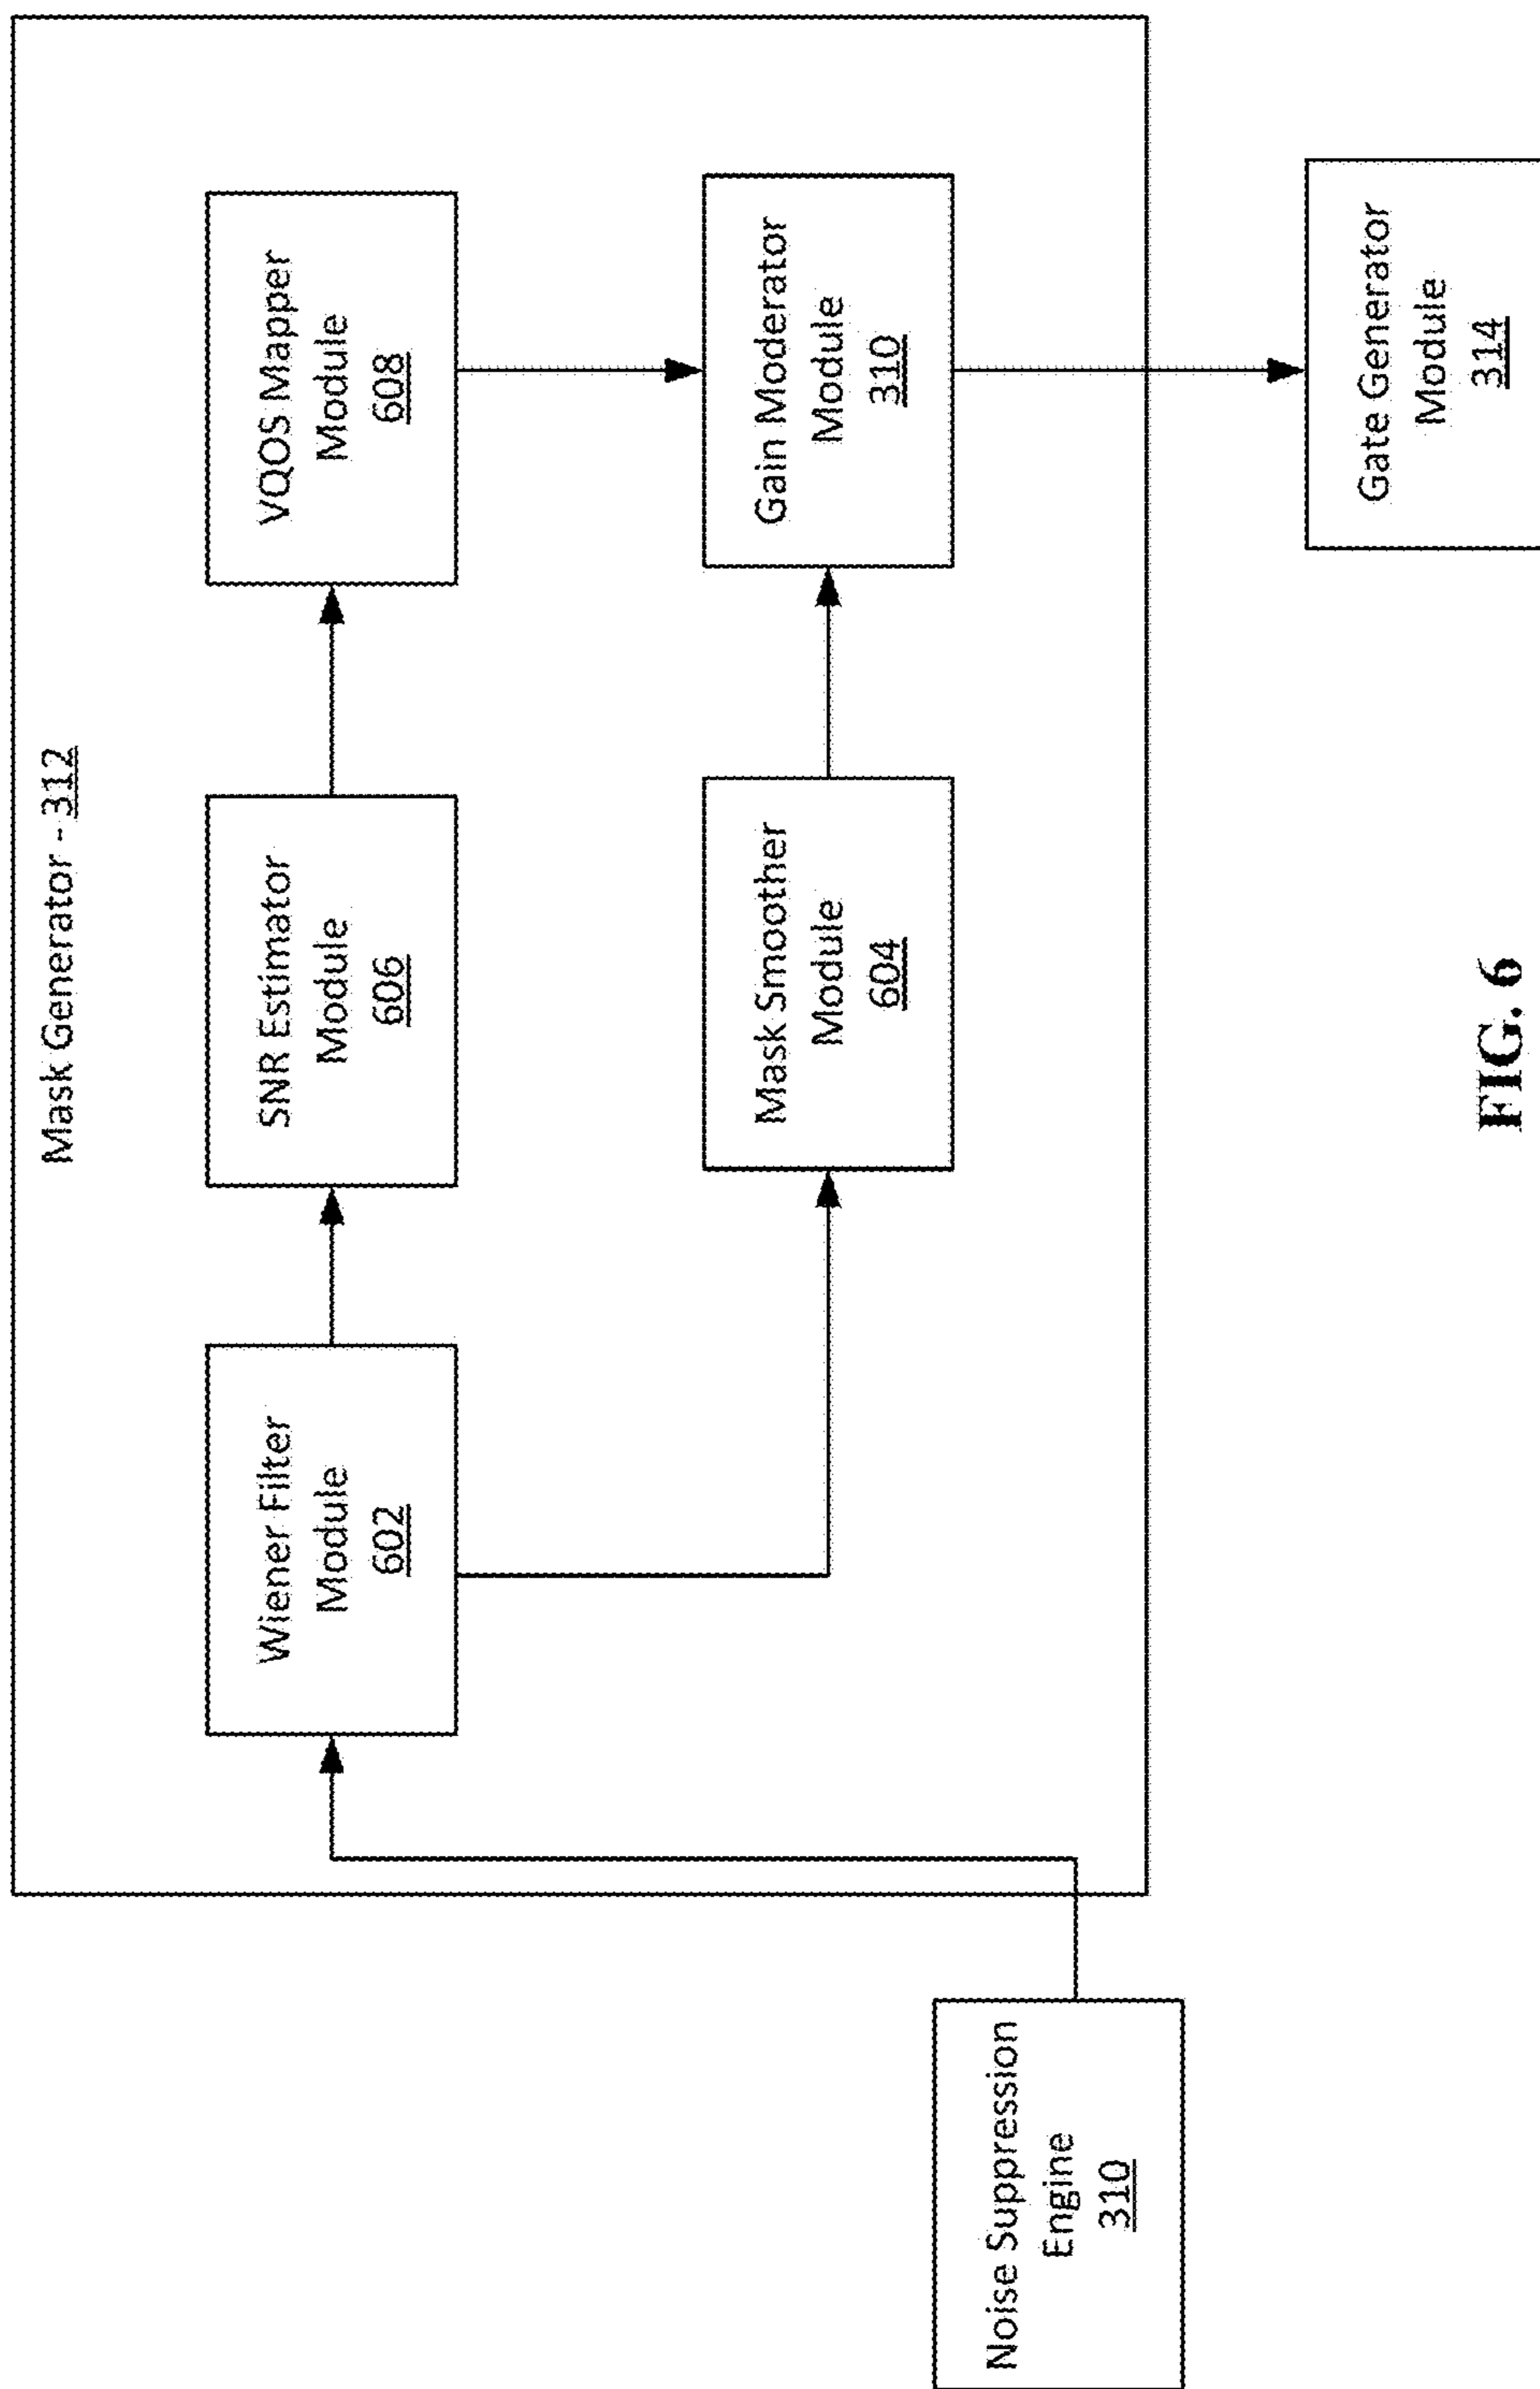 Mask Generator - 312
Wiener Filter
Module
602
SNR Estimator
Module
606
VQOS Mapper
Module
608
Mask Smoother
Module
604
Gain Moderator
Module
310
Noise Suppression
Engine
310
Gate Generator
Module
314
FIG. 6